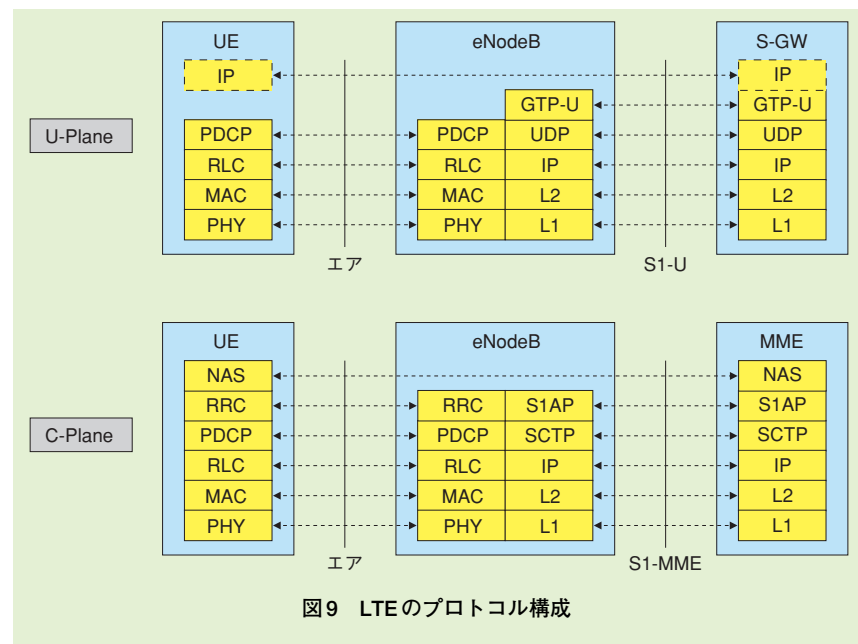 UE eNodeB S-GW
IP IP
GTP-U GTP-U
U-Plane PDCP PDCP UDP UDP
RLC RLC IP IP
MAC MAC L2 L2
PHY PHY L1 L1
エア S1-U
UE eNodeB MME
NAS NAS
RRC RRC S1AP S1AP
C-Plane PDCP PDCP SCTP SCTP
RLC RLC IP IP
MAC MAC L2 L2
PHY PHY L1 L1
エア S1-MME
図9 LTEのプロトコル構成